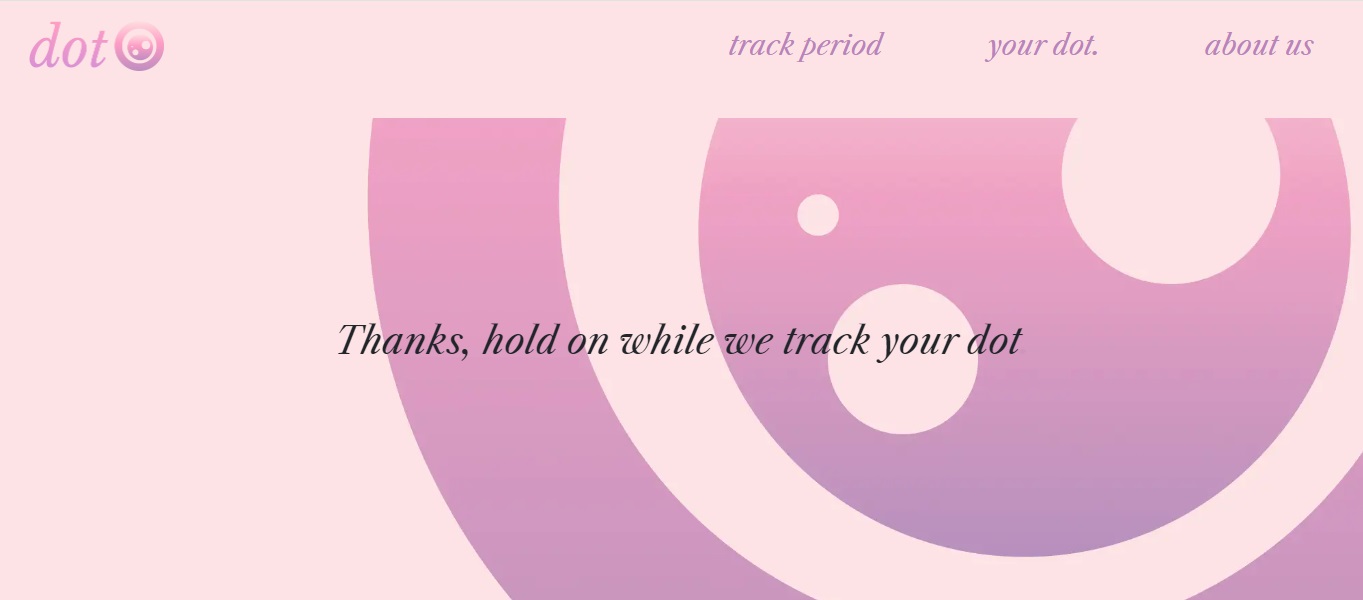 dot
track period
your dot.
about us
Thanks, hold on while we track your dot